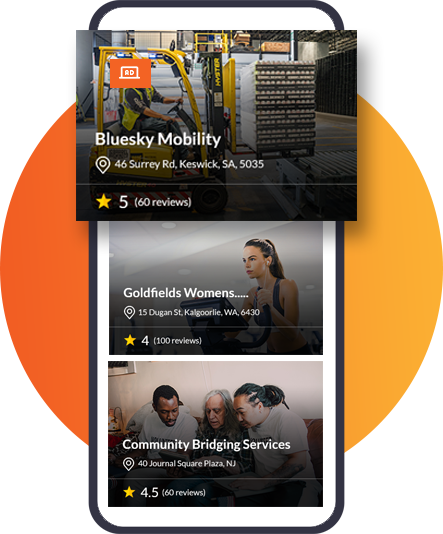 AD
HYSTER
Bluesky Mobility
46 Surrey Rd, Keswick, SA, 5035
5 (60 reviews)
Goldfields Womens.....
15 Dugan St, Kalgoorlie, WA, 6430
4 (100 reviews)
Community Bridging Services
40 Journal Square Plaza, NJ
4.5 (60 reviews)